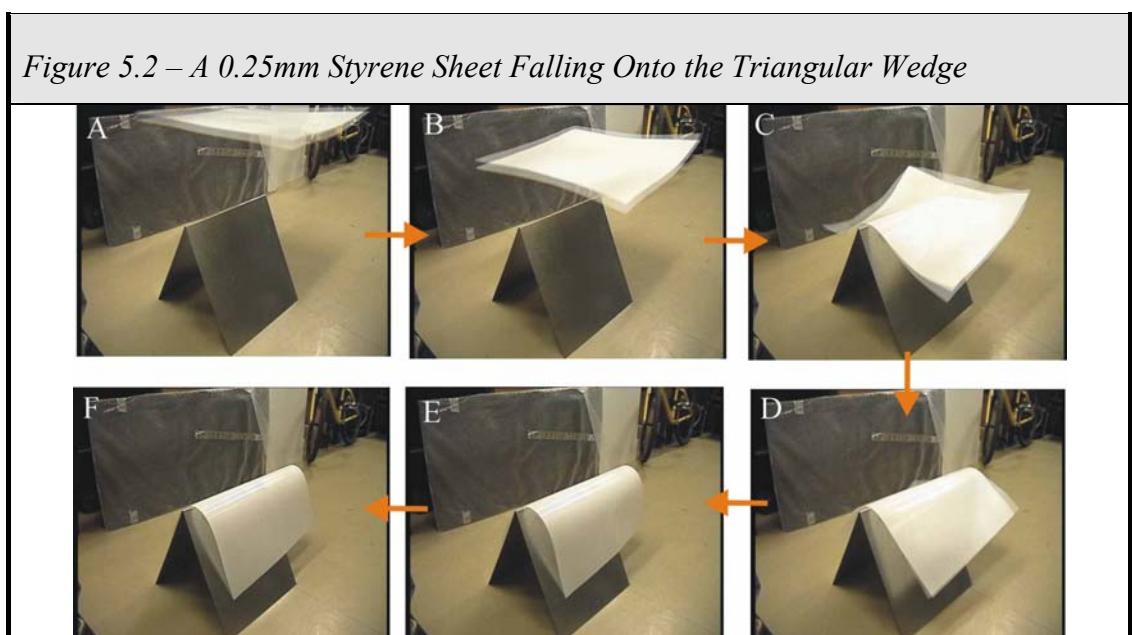 Figure 5.2 – A 0.25mm Styrene Sheet Falling Onto the Triangular Wedge
A
B
C
F
E
D